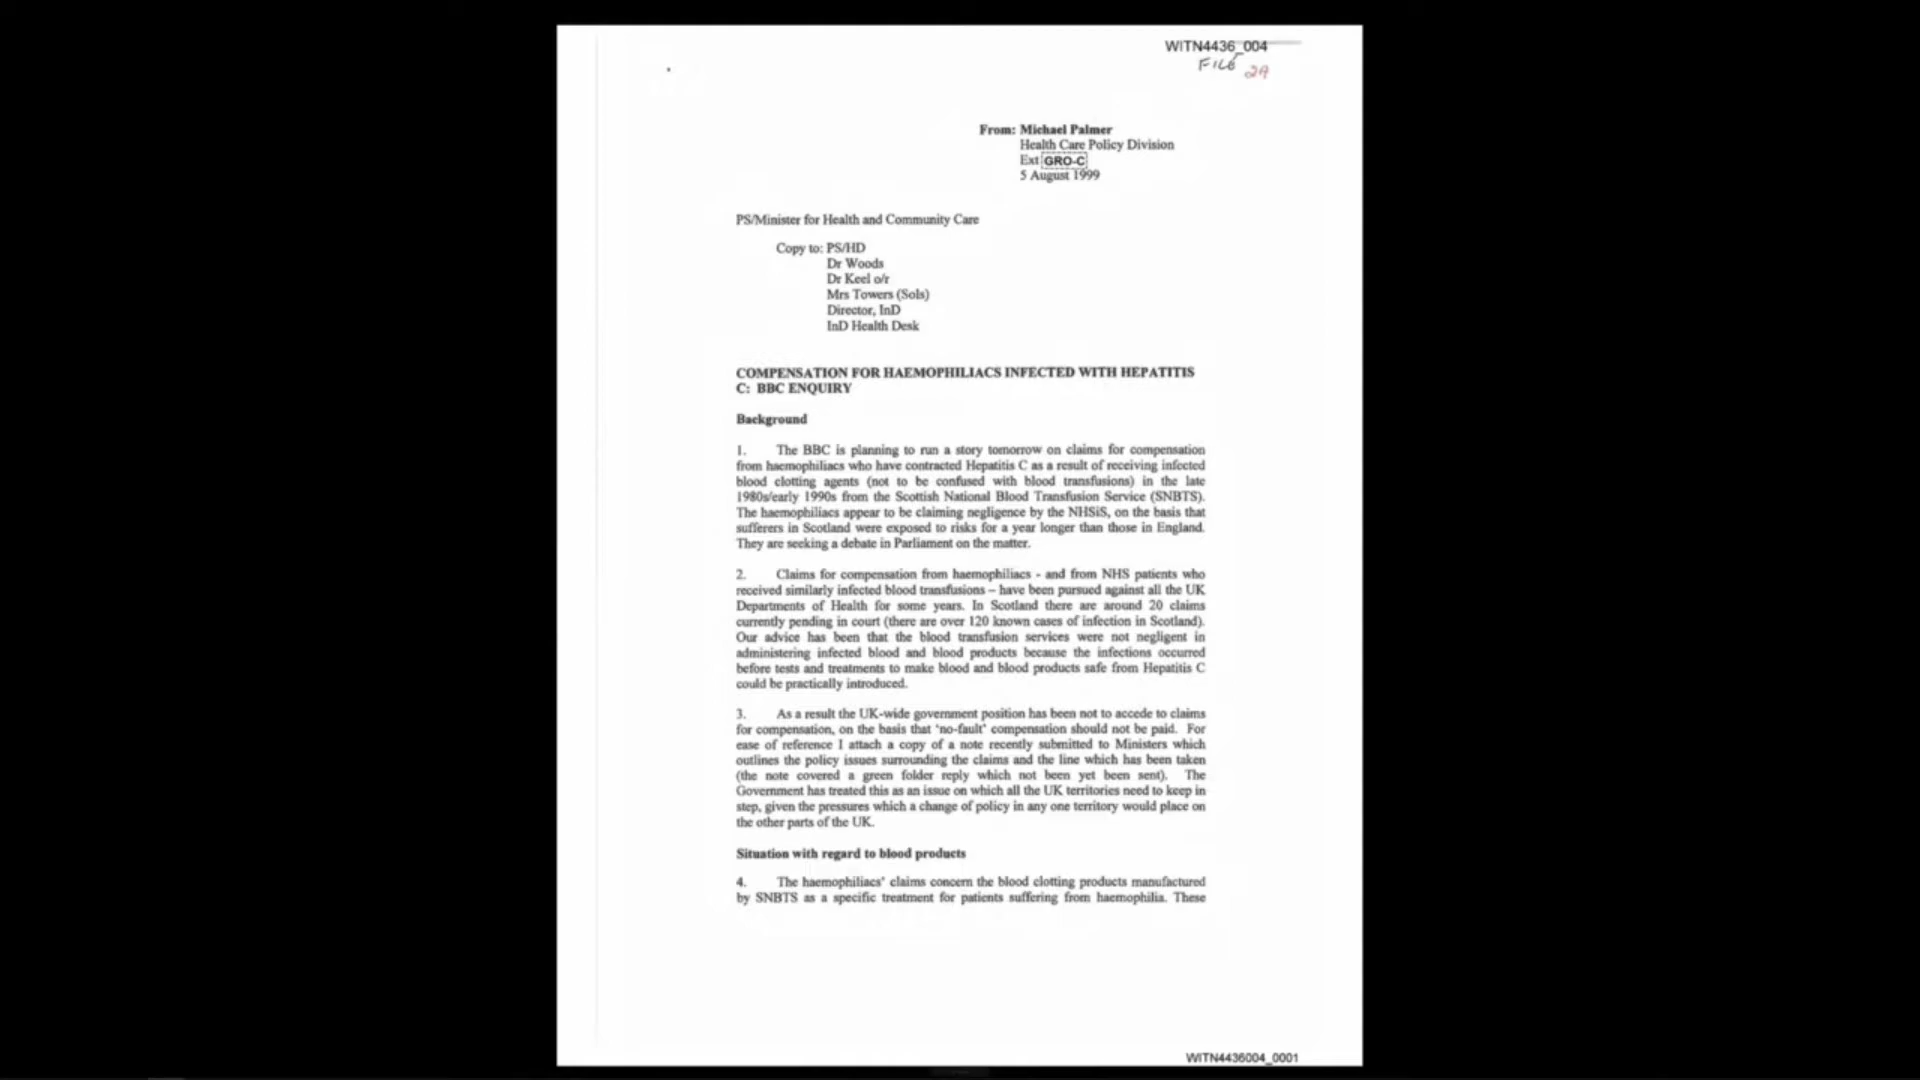 WITN4436_004
FILE 29
From: Michael Palmer
Health Care Policy Division
Ext GRO-C
5 August 1999
PS/Minister for Health and Community Care
Copy to: PS/HD
Dr Woods
Dr Keel o/r
Mrs Towers (Sols)
Director, InD
InD Health Desk
COMPENSATION FOR HAEMOPHILIACS INFECTED WITH HEPATITIS
C: BBC ENQUIRY
Background
1. The BBC is planning to run a story tomorrow on claims for compensation
from haemophiliacs who have contracted Hepatitis C as a result of receiving infected
blood clotting agents (not to be confused with blood transfusions) in the late
1980s/early 1990s from the Scottish National Blood Transfusion Service (SNBTS).
The haemophiliacs appear to be claiming negligence by the NHSiS, on the basis that
sufferers in Scotland were exposed to risks for a year longer than those in England.
They are seeking a debate in Parliament on the matter.
2. Claims for compensation from haemophiliacs - and from NHS patients who
received similarly infected blood transfusions – have been pursued against all the UK
Departments of Health for some years. In Scotland there are around 20 claims
currently pending in court (there are over 120 known cases of infection in Scotland).
Our advice has been that the blood transfusion services were not negligent in
administering infected blood and blood products because the infections occurred
before tests and treatments to make blood and blood products safe from Hepatitis C
could be practically introduced.
3. As a result the UK-wide government position has been not to accede to claims
for compensation, on the basis that 'no-fault' compensation should not be paid. For
ease of reference I attach a copy of a note recently submitted to Ministers which
outlines the policy issues surrounding the claims and the line which has been taken
(the note covered a green folder reply which not been yet been sent). The
Government has treated this as an issue on which all the UK territories need to keep in
step, given the pressures which a change of policy in any one territory would place on
the other parts of the UK.
Situation with regard to blood products
4. The haemophiliacs' claims concern the blood clotting products manufactured
by SNBTS as a specific treatment for patients suffering from haemophilia. These
WITN4436004_0001